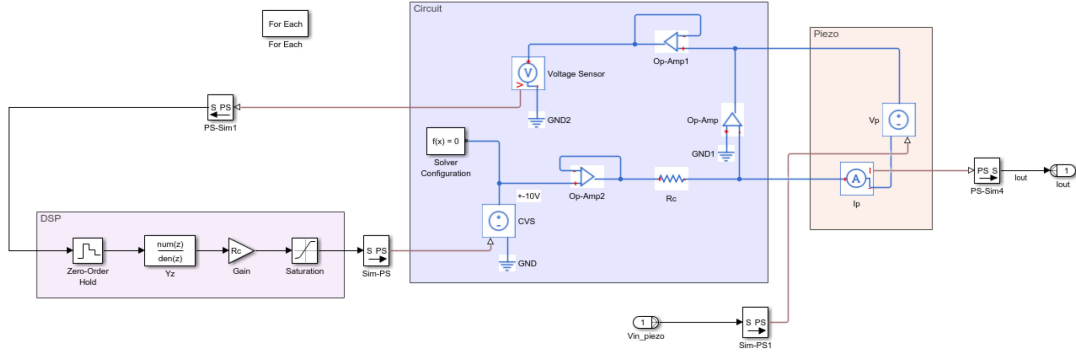 Circuit
For Each
For Each
Op-Amp1
Piezo
V
Voltage Sensor
S PS
PS-Sim1
GND2
Op-Amp
Vp
f(x) = 0
Solver
Configuration
GND1
+-10V
Op-Amp2
Rc
A
I
Ip
PS S
PS-Sim4
Iout
1
Iout
CVS
GND
DSP
Zero-Order
Hold
num(z)
den(z)
Yz
Rc
Gain
Saturation
S PS
Sim-PS
1
Vin_piezo
S PS
Sim-PS1